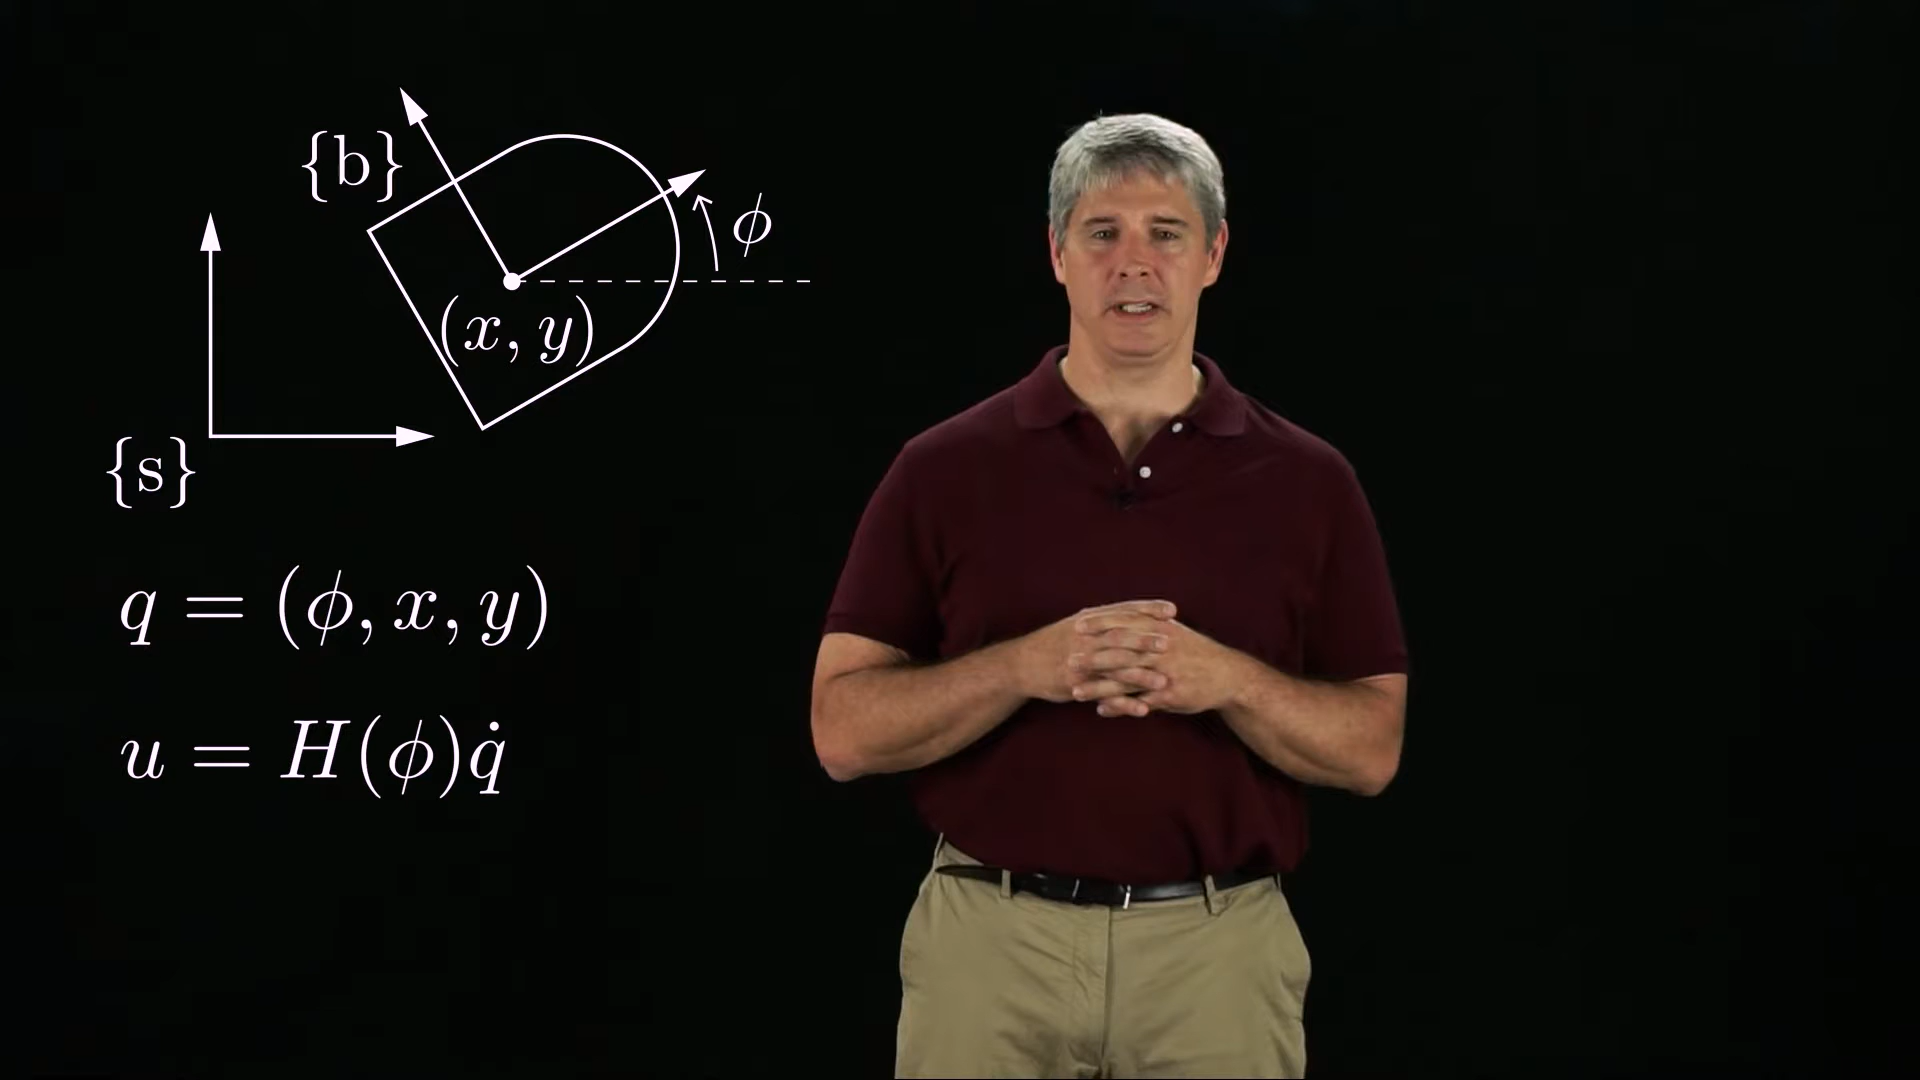 {b}
ϕ
(x, y)
{s}
q = (ϕ, x, y)
u = H(ϕ)q̇